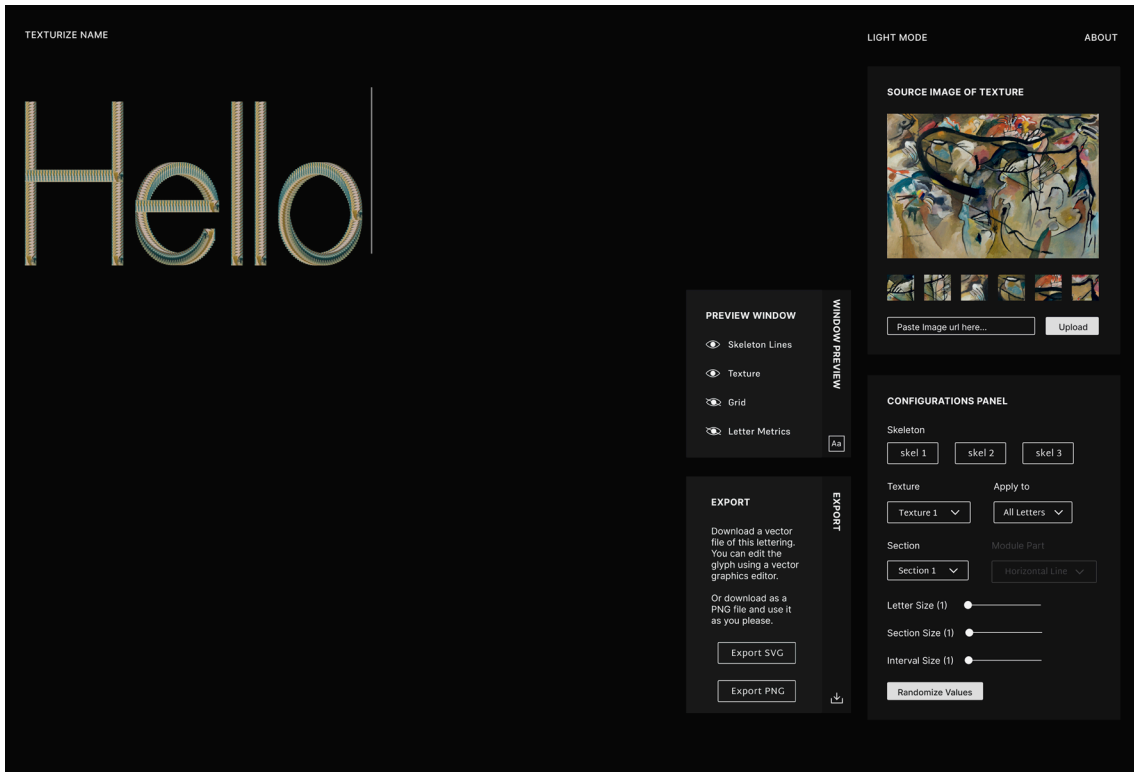 TEXTURIZE NAME
LIGHT MODE
ABOUT
Hello
SOURCE IMAGE OF TEXTURE
Paste Image url here...
Upload
PREVIEW WINDOW
Skeleton Lines
Texture
Grid
Letter Metrics
WINDOW PREVIEW
Aa
EXPORT
Download a vector
file of this lettering.
You can edit the
glyph using a vector
graphics editor.
Or download as a
PNG file and use it
as you please.
Export SVG
Export PNG
EXPORT
CONFIGURATIONS PANEL
Skeleton
skel 1
skel 2
skel 3
Texture
Apply to
Texture 1
All Letters
Section
Module Part
Section 1
Horizontal Line
Letter Size (1)
Section Size (1)
Interval Size (1)
Randomize Values